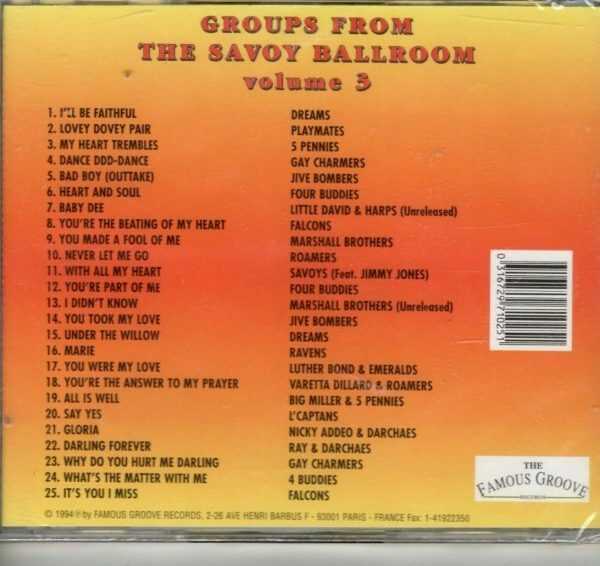 GROUPS FROM
THE SAVOY BALLROOM
volume 3
1. I'LL BE FAITHFUL DREAMS
2. LOVEY DOVEY PAIR PLAYMATES
3. MY HEART TREMBLES 5 PENNIES
4. DANCE DDD-DANCE GAY CHARMERS
5. BAD BOY (OUTTAKE) JIVE BOMBERS
6. HEART AND SOUL FOUR BUDDIES
7. BABY DEE LITTLE DAVID & HARPS (Unreleased)
8. YOU'RE THE BEATING OF MY HEART FALCONS
9. YOU MADE A FOOL OF ME MARSHALL BROTHERS
10. NEVER LET ME GO ROAMERS
11. WITH ALL MY HEART SAVOYS (Feat. JIMMY JONES)
12. YOU'RE PART OF ME FOUR BUDDIES
13. I DIDN'T KNOW MARSHALL BROTHERS (Unreleased)
14. YOU TOOK MY LOVE JIVE BOMBERS
15. UNDER THE WILLOW DREAMS
16. MARIE RAVENS
17. YOU WERE MY LOVE LUTHER BOND & EMERALDS
18. YOU'RE THE ANSWER TO MY PRAYER VARETTA DILLARD & ROAMERS
19. ALL IS WELL BIG MILLER & 5 PENNIES
20. SAY YES L'CAPTANS
21. GLORIA NICKY ADDEO & DARCHAES
22. DARLING FOREVER RAY & DARCHAES
23. WHY DO YOU HURT ME DARLING GAY CHARMERS
24. WHAT'S THE MATTER WITH ME 4 BUDDIES
25. IT'S YOU I MISS FALCONS
0316729710251
THE
FAMOUS GROOVE
RECORDS
© 1994 ℗ by FAMOUS GROOVE RECORDS, 2-26 AVE HENRI BARBUS F - 93001 PARIS - FRANCE Fax: 1-41922350